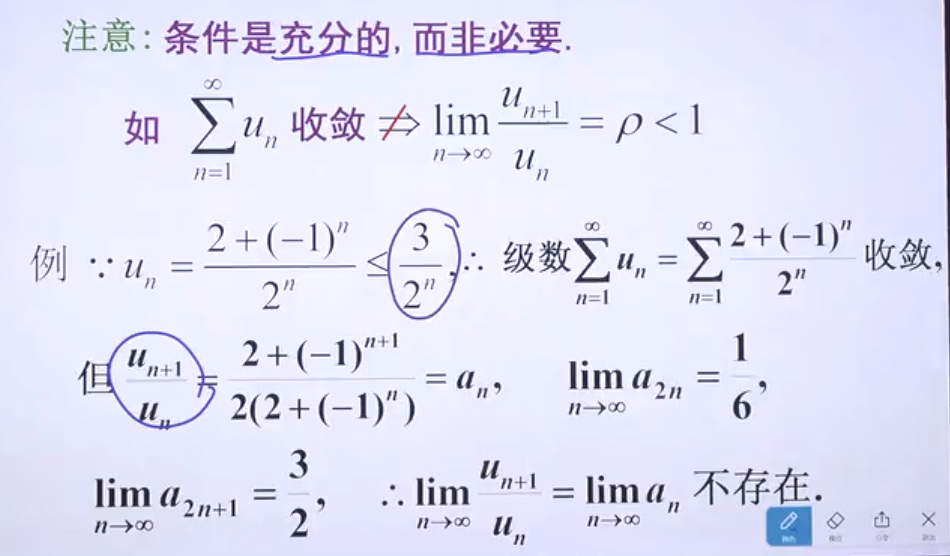 注意: 条件是充分的, 而非必要.
如 $\sum_{n=1}^{\infty} u_n$ 收敛 $\not\Rightarrow \lim_{n\to\infty} \frac{u_{n+1}}{u_n} = \rho < 1$
例 $\because u_n = \frac{2+(-1)^n}{2^n} \leq \frac{3}{2^n}, \therefore$ 级数 $\sum_{n=1}^{\infty} u_n = \sum_{n=1}^{\infty} \frac{2+(-1)^n}{2^n}$ 收敛,
但 $\frac{u_{n+1}}{u_n} = \frac{2+(-1)^{n+1}}{2(2+(-1)^n)} = a_n, \lim_{n\to\infty} a_{2n} = \frac{1}{6},$
$\lim_{n\to\infty} a_{2n+1} = \frac{3}{2}, \therefore \lim_{n\to\infty} \frac{u_{n+1}}{u_n} = \lim_{n\to\infty} a_n$ 不存在.